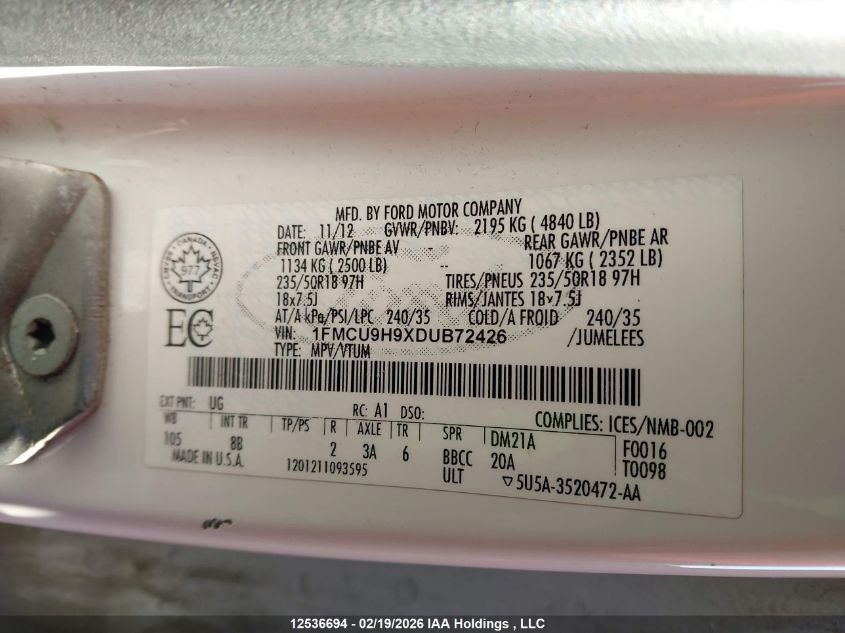 MFD. BY FORD MOTOR COMPANY
DATE: 11/12 GVWR/PNBV: 2195 KG ( 4840 LB)
FRONT GAWR/PNBE AV - REAR GAWR/PNBE AR
1134 KG ( 2500 LB) -- 1067 KG ( 2352 LB)
235/50R18 97H TIRES/PNEUS 235/50R18 97H
18x7.5J RIMS/JANTES 18x7.5J
AT/A kPa/PSI/LPC 240/35 COLD/A FROID 240/35
VIN: 1FMCU9H9XDUB72426 /JUMELEES
TYPE: MPV/VTUM
CANADA
977
TRANSPORT
EC
EXT PNT: UG RC: A1 DSO: COMPLIES: ICES/NMB-002
WB INT TR TP/PS R AXLE TR SPR DM21A F0016
105 8B 2 3A 6 BBCC 20A T0098
MADE IN U.S.A. 1201211093595 ULT ▽5U5A-3520472-AA
12536694 - 02/19/2026 IAA Holdings , LLC